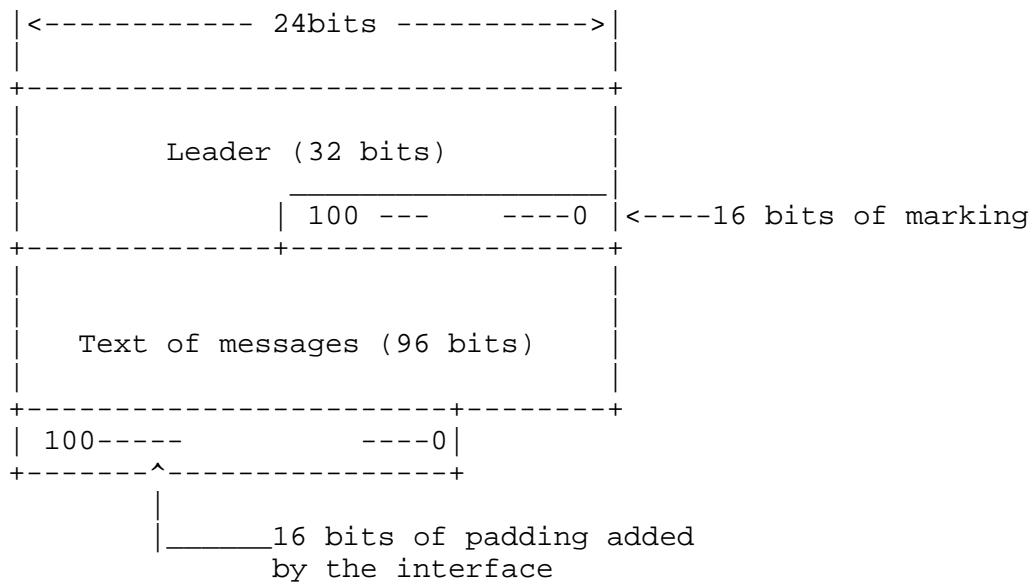 |<------------ 24bits ----------->|
Leader (32 bits)
| 100 --- ----0 |<----16 bits of marking
Text of messages (96 bits)
| 100----- ----0|
16 bits of padding added
by the interface